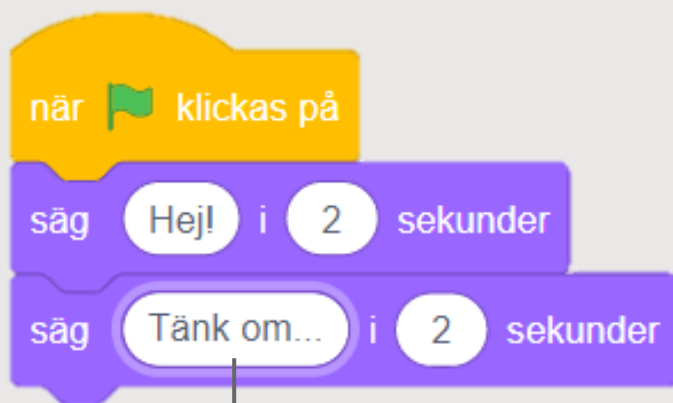 när klickas på
säg Hej! i 2 sekunder
säg Tänk om... i 2 sekunder